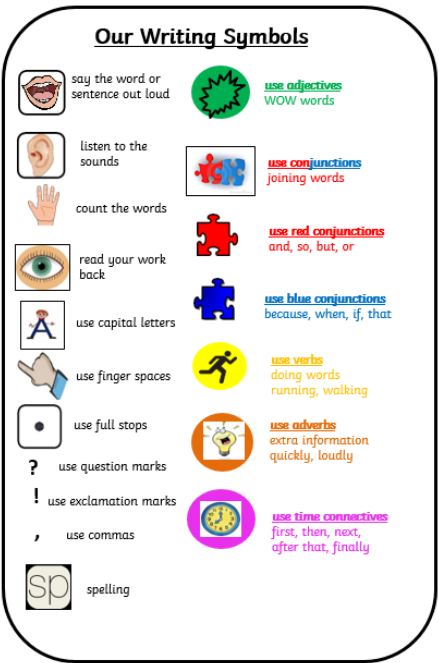 Our Writing Symbols
say the word or
sentence out loud
listen to the
sounds
count the words
read your work
back
A
use capital letters
use finger spaces
use full stops
? use question marks
! use exclamation marks
, use commas
sp
spelling
use adjectives
WOW words
use conjunctions
joining words
use red conjunctions
and, so, but, or
use blue conjunctions
because, when, if, that
use verbs
doing words
running, walking
use adverbs
extra information
quickly, loudly
use time connectives
first, then, next,
after that, finally